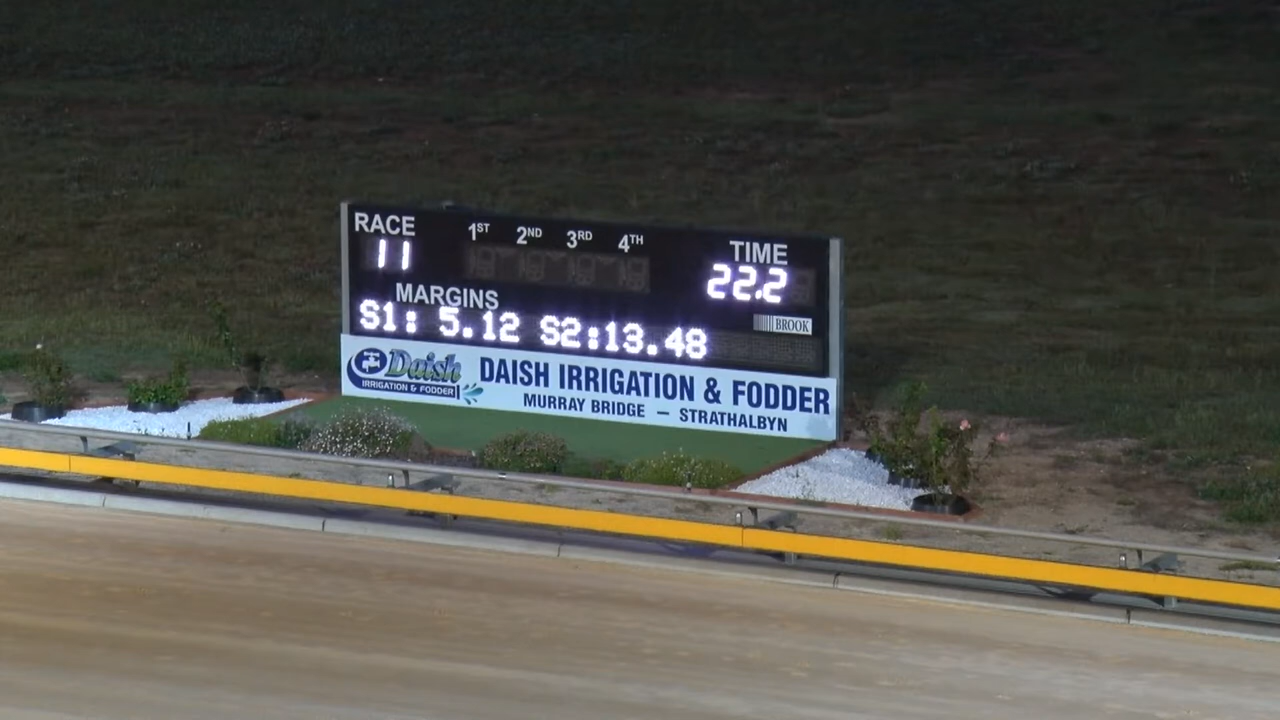 RACE 1ST 2ND 3RD 4TH TIME
11 22.2
MARGINS
BROOK
S1: 5.12 S2:13.48
Daish
IRRIGATION & FODDER
DAISH IRRIGATION & FODDER
MURRAY BRIDGE – STRATHALBYN